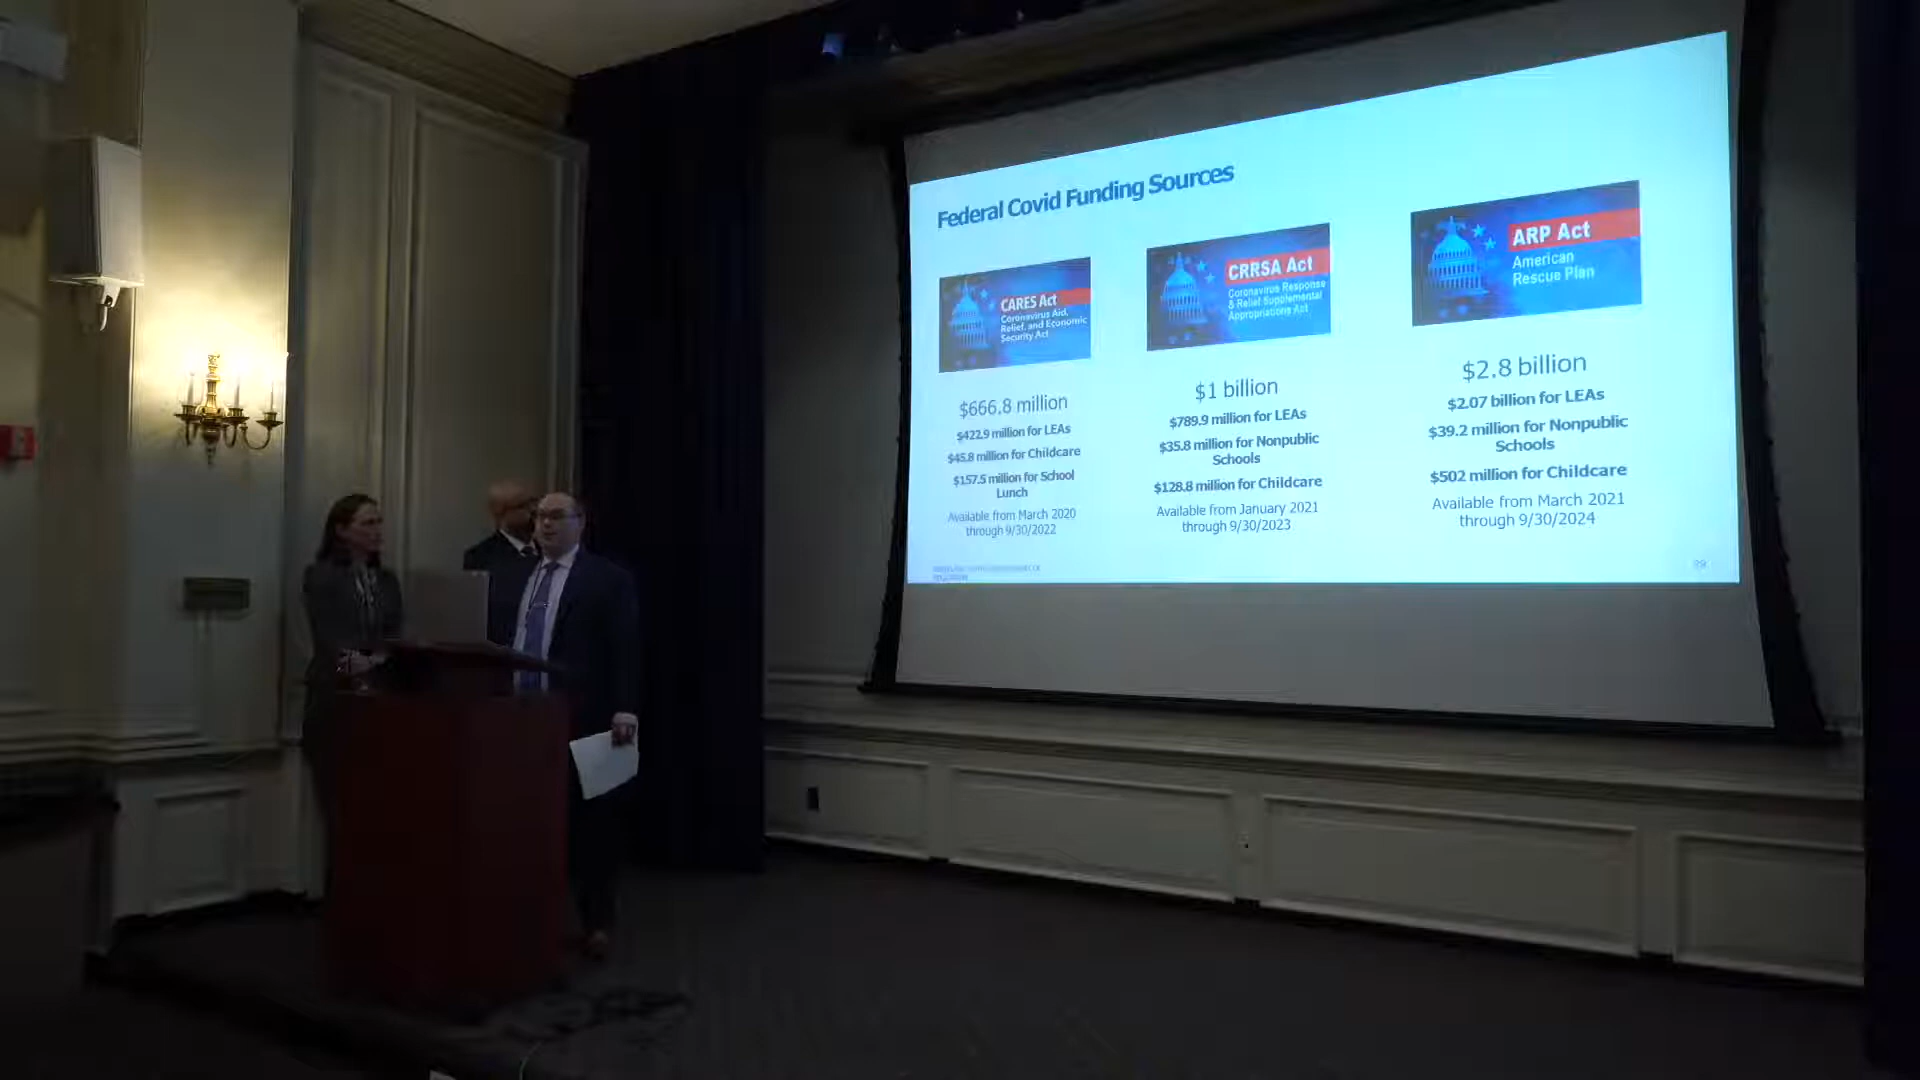 Federal Covid Funding Sources
CARES Act
Coronavirus Aid,
Relief, and Economic
Security Act
$666.8 million
$422.9 million for LEAs
$45.8 million for Childcare
$157.5 million for School
Lunch
Available from March 2020
through 9/30/2022
CRRSA Act
Coronavirus Response
& Relief Supplemental
Appropriations Act
$1 billion
$789.9 million for LEAs
$35.8 million for Nonpublic
Schools
$128.8 million for Childcare
Available from January 2021
through 9/30/2023
ARP Act
American
Rescue Plan
$2.8 billion
$2.07 billion for LEAs
$39.2 million for Nonpublic
Schools
$502 million for Childcare
Available from March 2021
through 9/30/2024